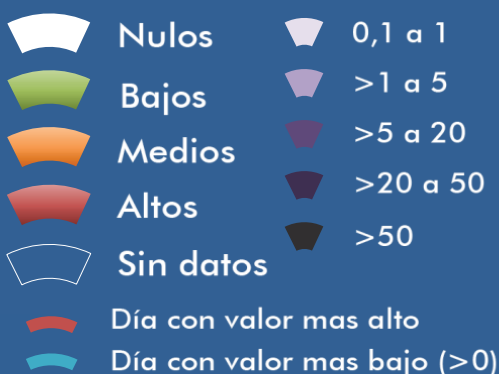 Nulos
Bajos
Medios
Altos
Sin datos
0,1 a 1
>1 a 5
>5 a 20
>20 a 50
>50
Día con valor mas alto
Día con valor mas bajo (>0)